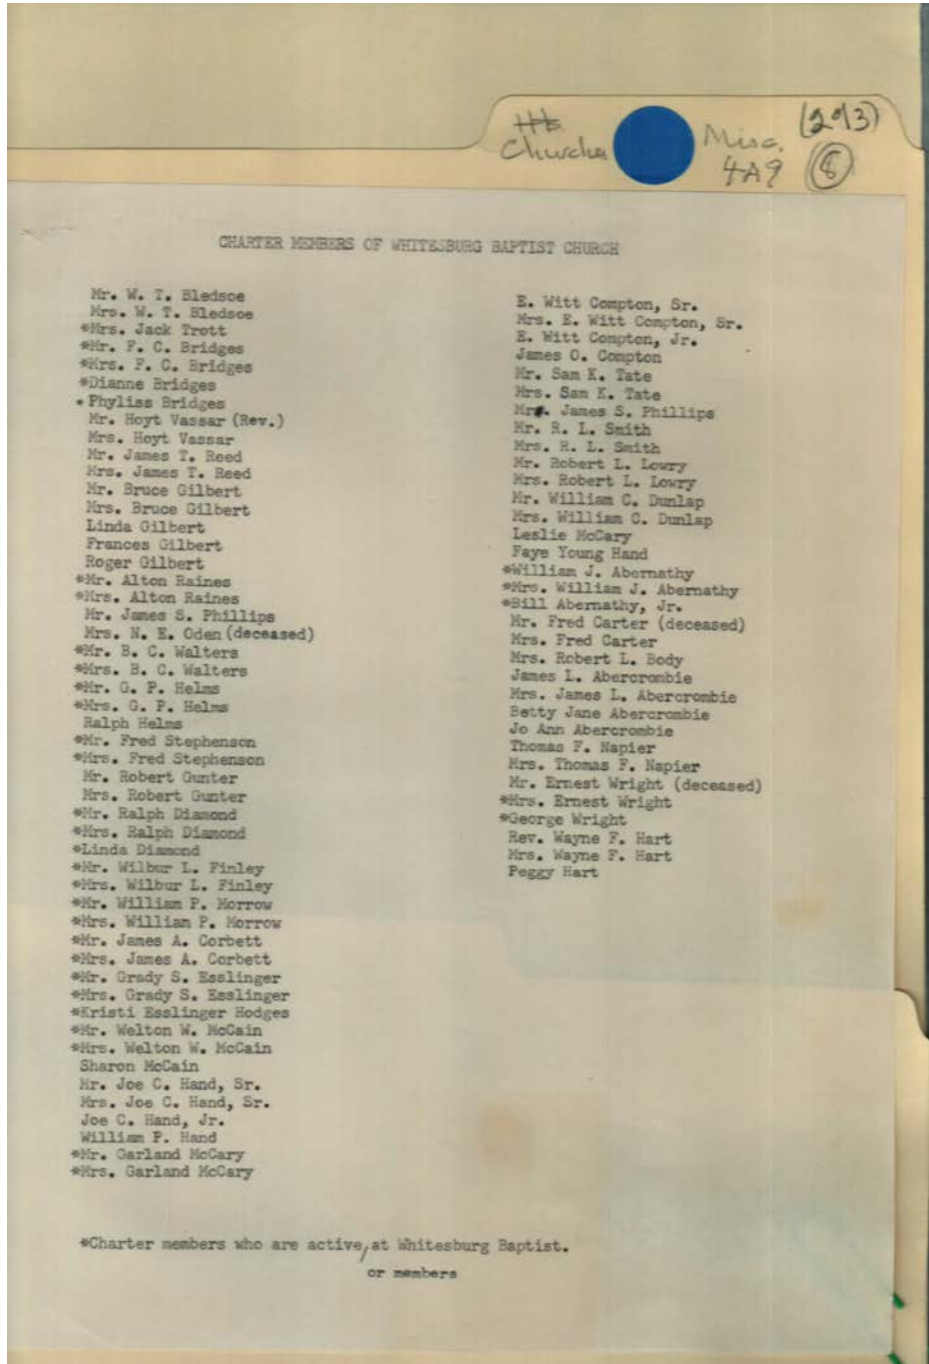 Hts
Churches
Misc.
4A9
(293)
8
CHARTER MEMBERS OF WHITESBURG BAPTIST CHURCH
Mr. W. T. Bledsoe
Mrs. W. T. Bledsoe
*Mrs. Jack Trott
*Mr. F. C. Bridges
*Mrs. F. C. Bridges
*Dianne Bridges
*Phyliss Bridges
Mr. Hoyt Vassar (Rev.)
Mrs. Hoyt Vassar
Mr. James T. Reed
Mrs. James T. Reed
Mr. Bruce Gilbert
Mrs. Bruce Gilbert
Linda Gilbert
Frances Gilbert
Roger Gilbert
*Mr. Alton Raines
*Mrs. Alton Raines
Mr. James S. Phillips
Mrs. N. E. Oden (deceased)
*Mr. B. C. Walters
*Mrs. B. C. Walters
*Mr. G. P. Helms
*Mrs. G. P. Helms
Ralph Helms
*Mr. Fred Stephenson
*Mrs. Fred Stephenson
Mr. Robert Gunter
Mrs. Robert Gunter
*Mr. Ralph Diamond
*Mrs. Ralph Diamond
*Linda Diamond
*Mr. Wilbur L. Finley
*Mrs. Wilbur L. Finley
*Mr. William P. Morrow
*Mrs. William P. Morrow
*Mr. James A. Corbett
*Mrs. James A. Corbett
*Mr. Grady S. Esslinger
*Mrs. Grady S. Esslinger
*Kristi Esslinger Hodges
*Mr. Welton W. McCain
*Mrs. Welton W. McCain
Sharon McCain
Mr. Joe C. Hand, Sr.
Mrs. Joe C. Hand, Sr.
Joe C. Hand, Jr.
William P. Hand
*Mr. Garland McCary
*Mrs. Garland McCary
E. Witt Compton, Sr.
Mrs. E. Witt Compton, Sr.
E. Witt Compton, Jr.
James O. Compton
Mr. Sam K. Tate
Mrs. Sam K. Tate
Mrs. James S. Phillips
Mr. R. L. Smith
Mrs. R. L. Smith
Mr. Robert L. Lowry
Mrs. Robert L. Lowry
Mr. William C. Dunlap
Mrs. William C. Dunlap
Leslie McCary
Faye Young Hand
*William J. Abernathy
*Mrs. William J. Abernathy
*Bill Abernathy, Jr.
Mr. Fred Carter (deceased)
Mrs. Fred Carter
Mrs. Robert L. Body
James L. Abercrombie
Mrs. James L. Abercrombie
Betty Jane Abercrombie
Jo Ann Abercrombie
Thomas F. Napier
Mrs. Thomas F. Napier
Mr. Ernest Wright (deceased)
*Mrs. Ernest Wright
*George Wright
Rev. Wayne F. Hart
Mrs. Wayne F. Hart
Peggy Hart
*Charter members who are active/at Whitesburg Baptist.
or members